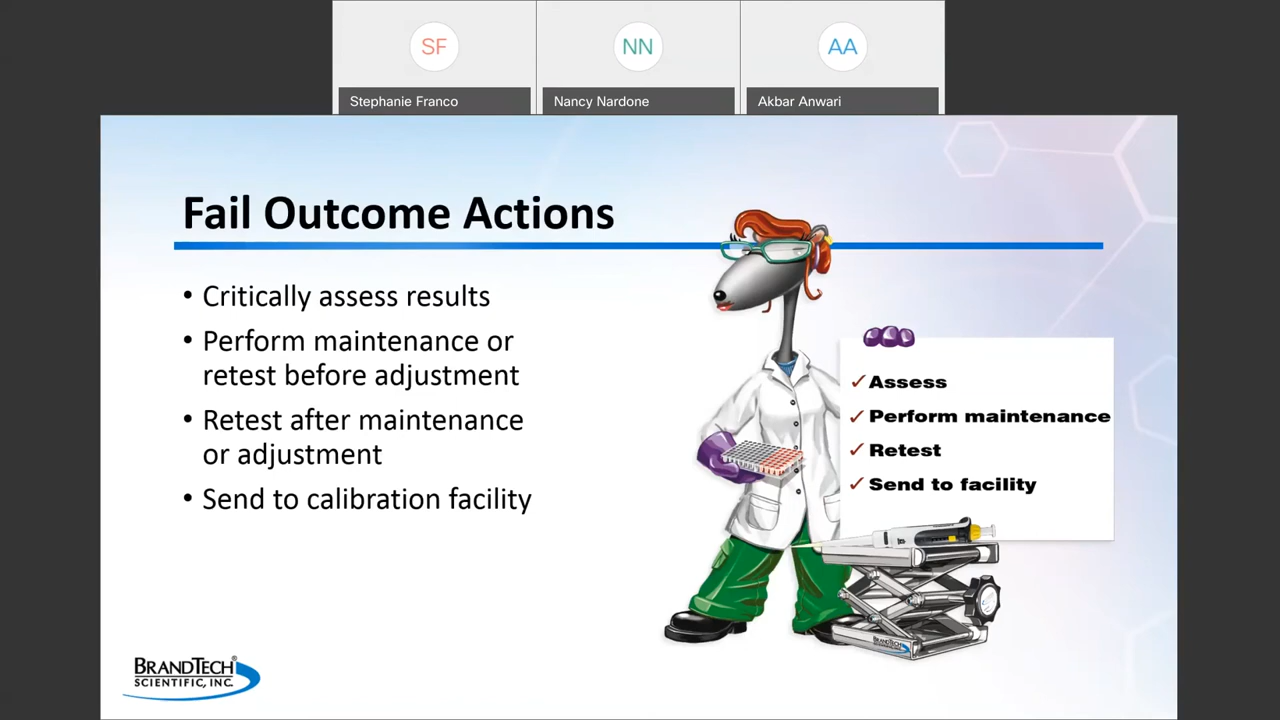 SF
NN
AA
Stephanie Franco
Nancy Nardone
Akbar Anwari
Fail Outcome Actions
• Critically assess results
• Perform maintenance or
retest before adjustment
• Retest after maintenance
or adjustment
• Send to calibration facility
✓ Assess
✓ Perform maintenance
✓ Retest
✓ Send to facility
BRANDTECH
BRANDTECH®
SCIENTIFIC, INC.